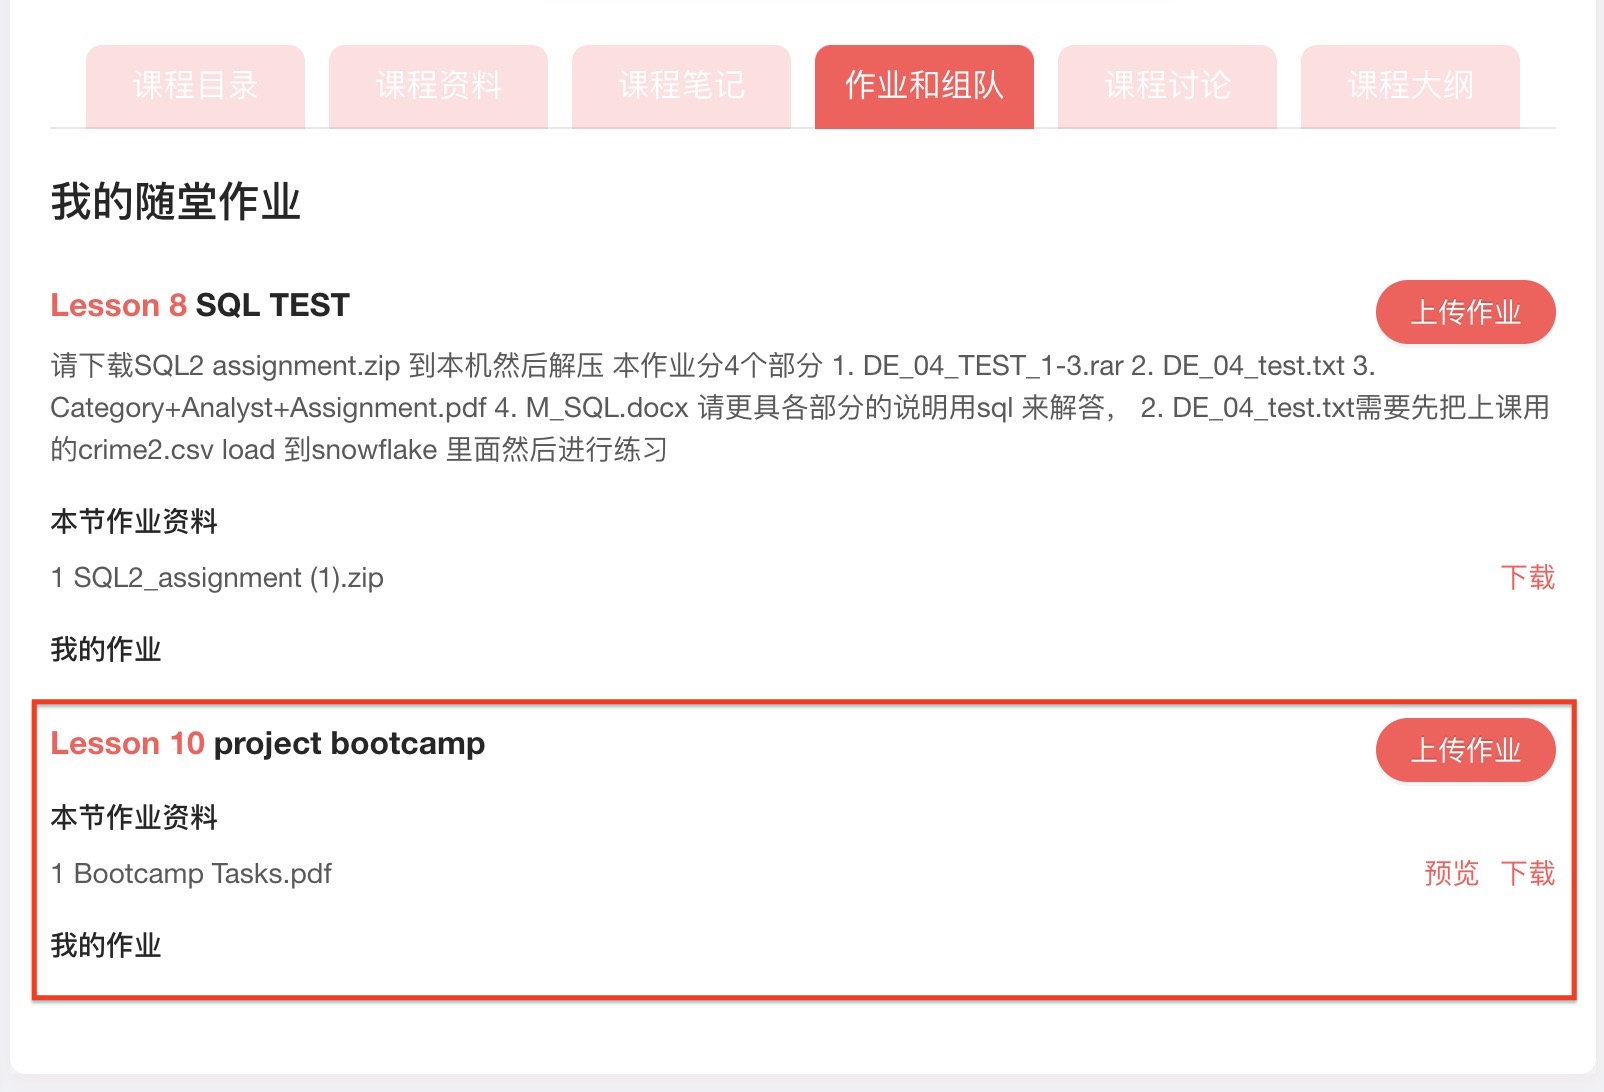 课程目录 课程资料 课程笔记 作业和组队 课程讨论 课程大纲
我的随堂作业
Lesson 8 SQL TEST
上传作业
请下载SQL2 assignment.zip 到本机然后解压 本作业分4个部分 1. DE_04_TEST_1-3.rar 2. DE_04_test.txt 3.
Category+Analyst+Assignment.pdf 4. M_SQL.docx 请更具各部分的说明用sql 来解答， 2. DE_04_test.txt需要先把上课用
的crime2.csv load 到snowflake 里面然后进行练习
本节作业资料
1 SQL2_assignment (1).zip 下载
我的作业
Lesson 10 project bootcamp
上传作业
本节作业资料
1 Bootcamp Tasks.pdf 预览 下载
我的作业